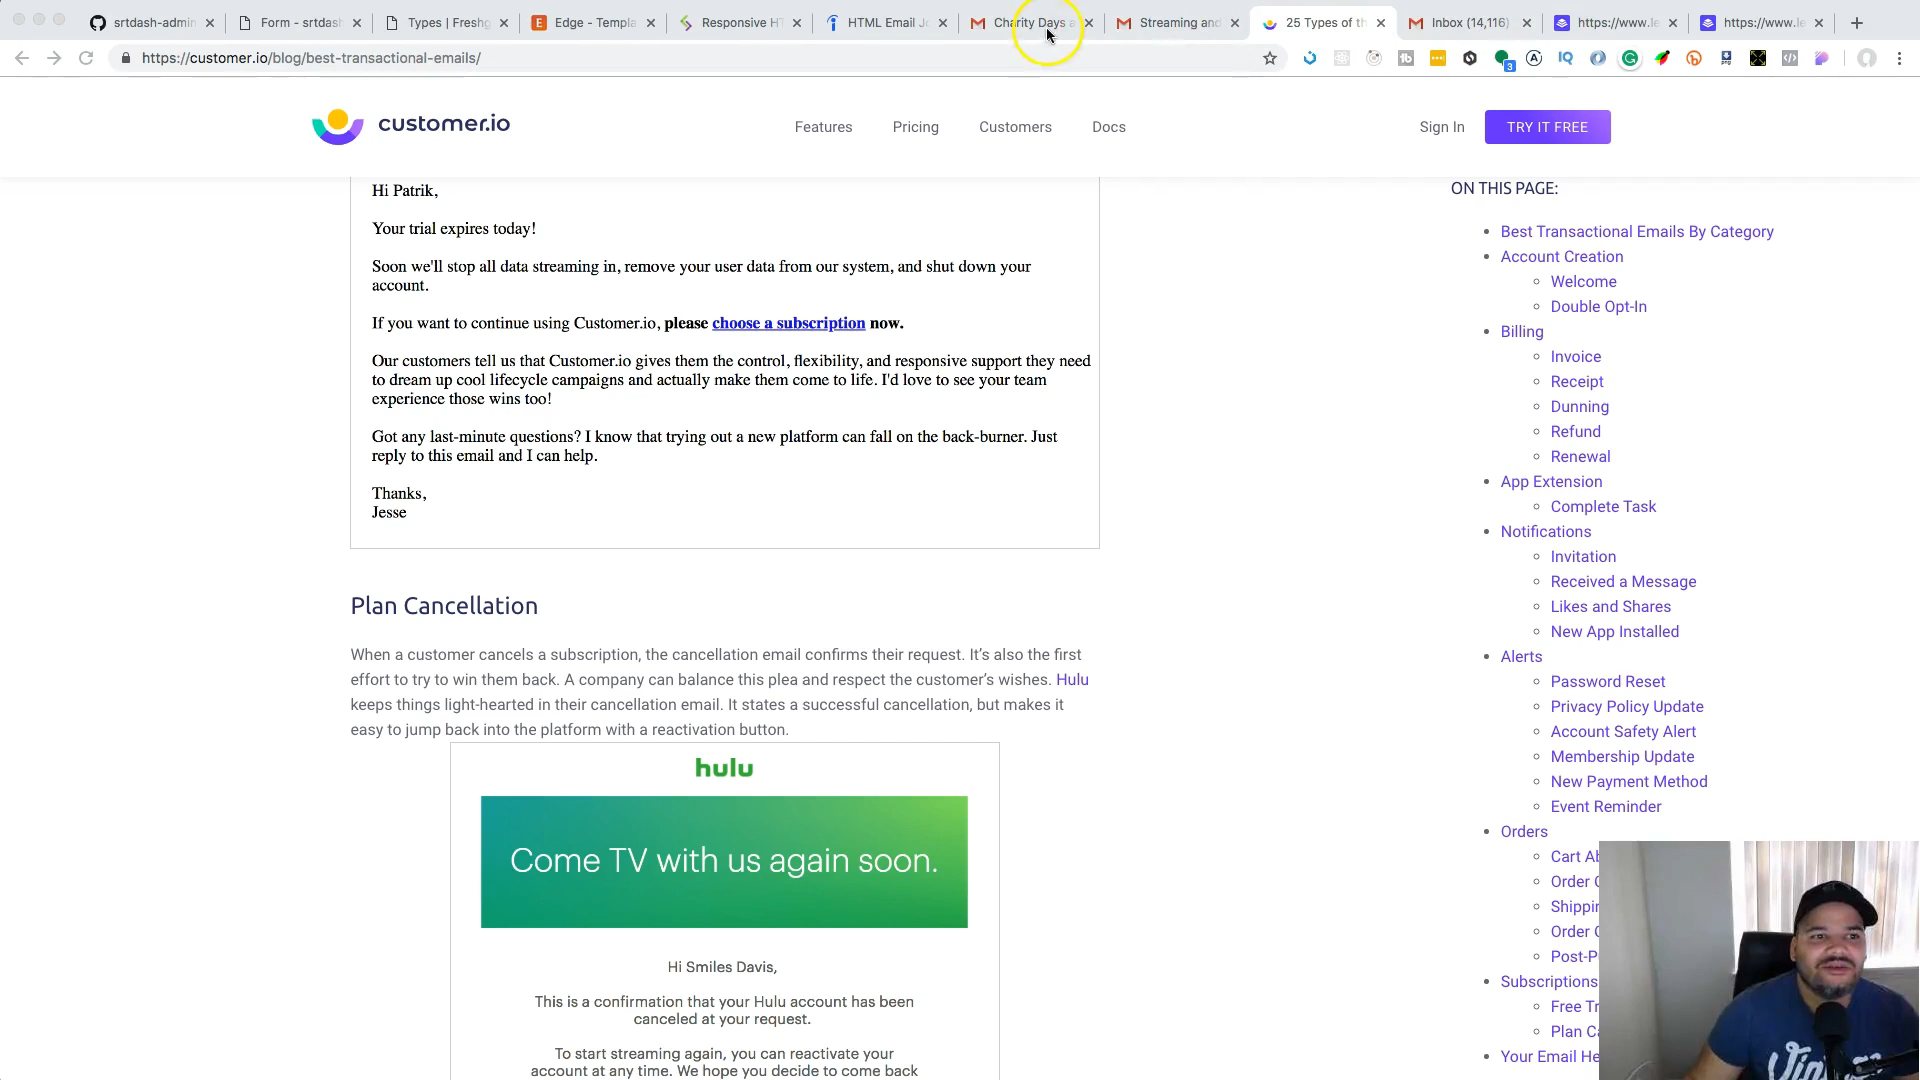 srtdash-admin
Form - srtdash
Types | Freshg
Edge - Templa
Responsive HT
HTML Email Jo
Charity Days a
Streaming and
25 Types of th
Inbox (14,116)
https://www.le
https://www.le
https://customer.io/blog/best-transactional-emails/
customer.io
Features
Pricing
Customers
Docs
Sign In
TRY IT FREE
Hi Patrik,
Your trial expires today!
Soon we'll stop all data streaming in, remove your user data from our system, and shut down your
account.
If you want to continue using Customer.io, please choose a subscription now.
Our customers tell us that Customer.io gives them the control, flexibility, and responsive support they need
to dream up cool lifecycle campaigns and actually make them come to life. I'd love to see your team
experience those wins too!
Got any last-minute questions? I know that trying out a new platform can fall on the back-burner. Just
reply to this email and I can help.
Thanks,
Jesse
Plan Cancellation
When a customer cancels a subscription, the cancellation email confirms their request. It's also the first
effort to try to win them back. A company can balance this plea and respect the customer's wishes. Hulu
keeps things light-hearted in their cancellation email. It states a successful cancellation, but makes it
easy to jump back into the platform with a reactivation button.
hulu
Come TV with us again soon.
Hi Smiles Davis,
This is a confirmation that your Hulu account has been
canceled at your request.
To start streaming again, you can reactivate your
account at any time. We hope you decide to come back
ON THIS PAGE:
Best Transactional Emails By Category
Account Creation
Welcome
Double Opt-In
Billing
Invoice
Receipt
Dunning
Refund
Renewal
App Extension
Complete Task
Notifications
Invitation
Received a Message
Likes and Shares
New App Installed
Alerts
Password Reset
Privacy Policy Update
Account Safety Alert
Membership Update
New Payment Method
Event Reminder
Orders
Cart Ab
Order C
Shippin
Order C
Post-P
Subscriptions
Free Tr
Plan Ca
Your Email He